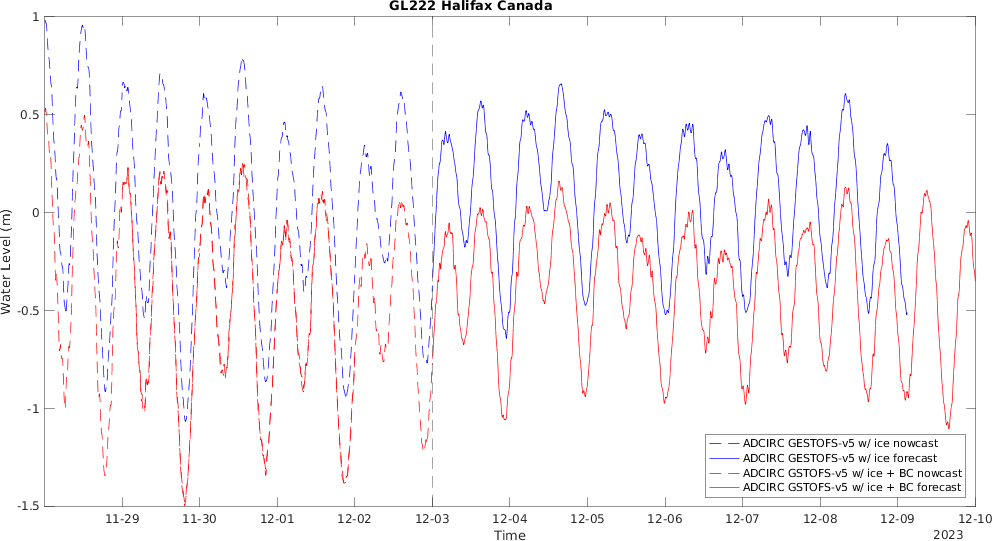 GL222 Halifax Canada
Water Level (m)
1
0.5
0
-0.5
-1
-1.5
11-29
11-30
12-01
12-02
12-03
12-04
12-05
12-06
12-07
12-08
12-09
12-10
2023
Time
ADCIRC GESTOFS-v5 w/ ice nowcast
ADCIRC GESTOFS-v5 w/ ice forecast
ADCIRC GSTOFS-v5 w/ ice + BC nowcast
ADCIRC GSTOFS-v5 w/ ice + BC forecast